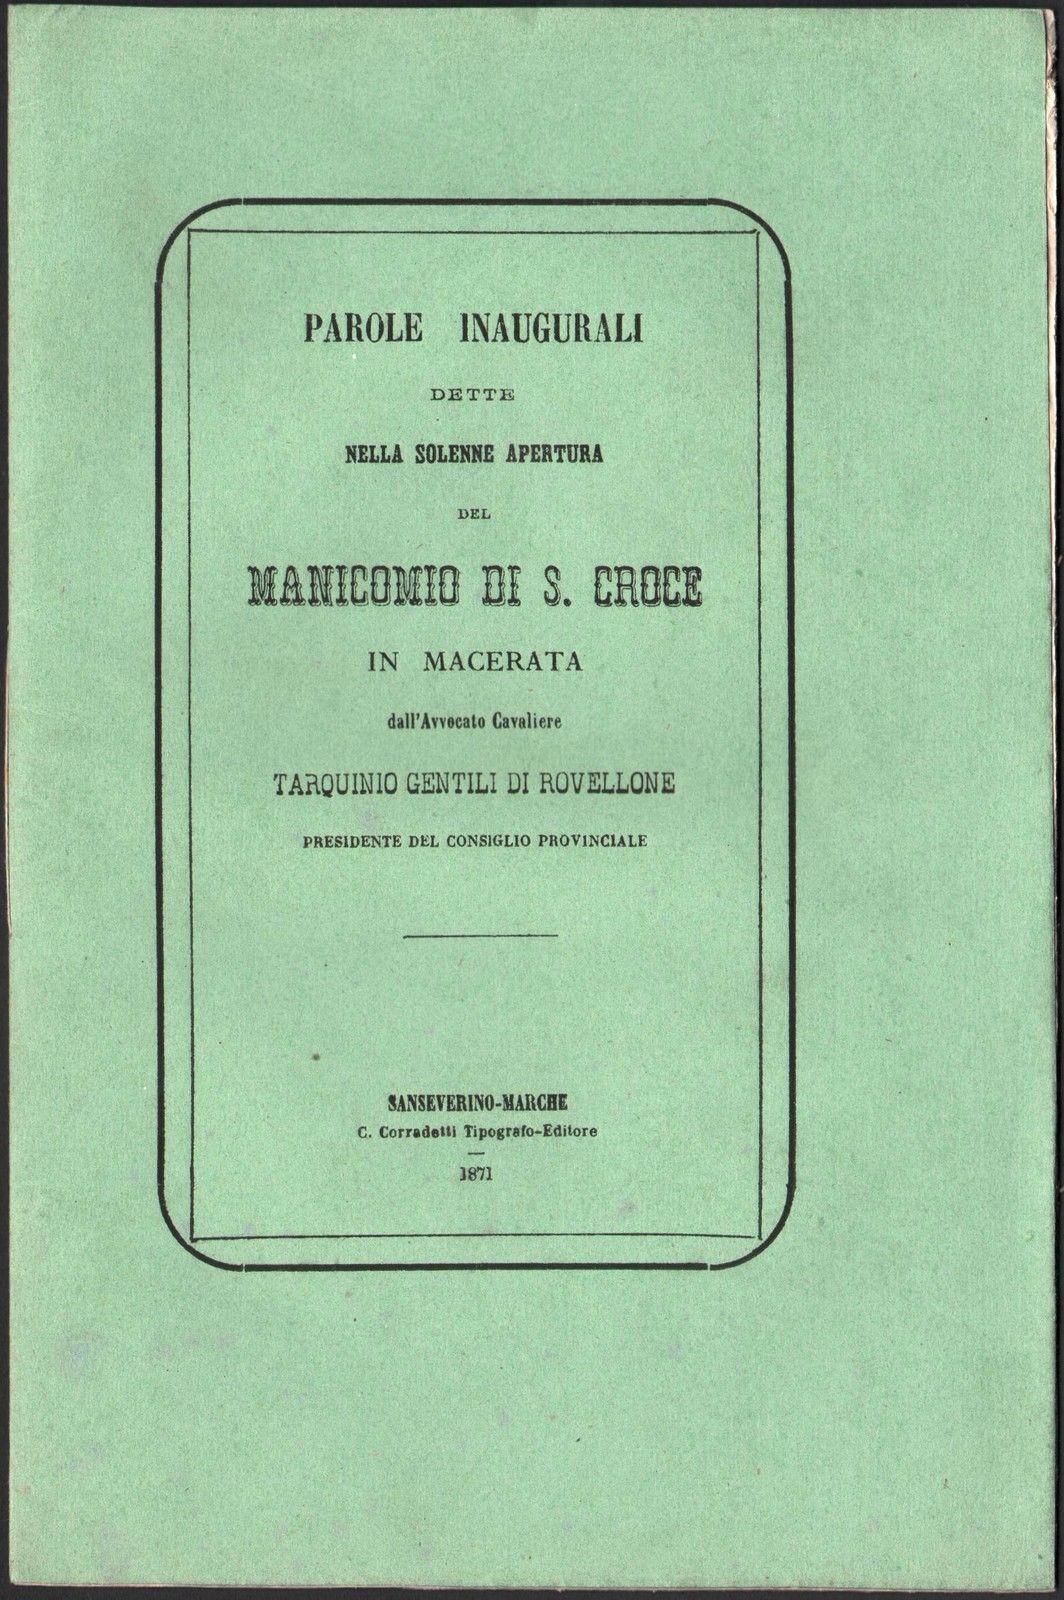 PAROLE INAUGURALI
DETTE
NELLA SOLENNE APERTURA
DEL
MANICOMIO DI S. CROCE
IN MACERATA
dall'Avvocato Cavaliere
TARQUINIO GENTILI DI ROVELLONE
PRESIDENTE DEL CONSIGLIO PROVINCIALE
SANSEVERINO-MARCHE
C. Corradetti Tipografo-Editore
1871